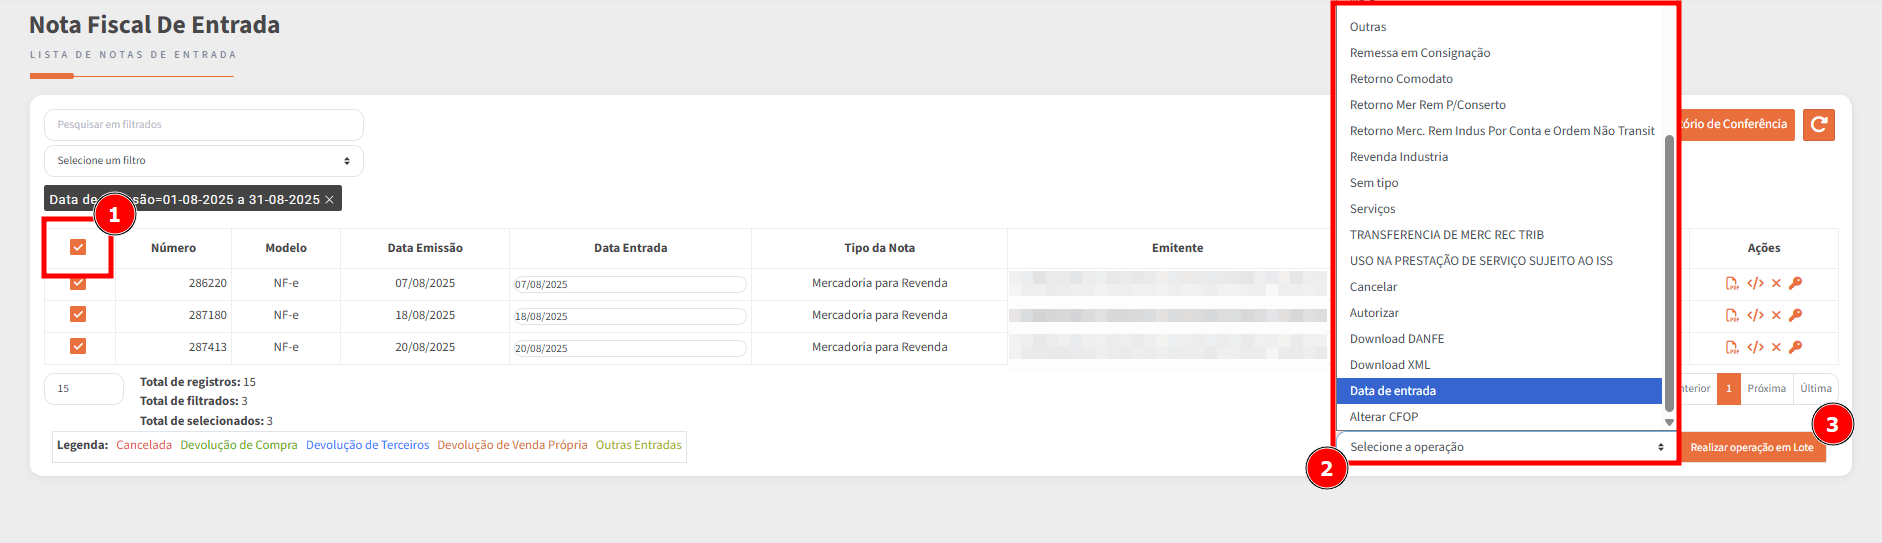 Nota Fiscal De Entrada
LISTA DE NOTAS DE ENTRADA
Pesquisar em filtrados
Selecione um filtro
Data de são=01-08-2025 a 31-08-2025 ×
1
Número Modelo Data Emissão Data Entrada Tipo da Nota Emitente Ações
286220 NF-e 07/08/2025 07/08/2025 Mercadoria para Revenda
287180 NF-e 18/08/2025 18/08/2025 Mercadoria para Revenda
287413 NF-e 20/08/2025 20/08/2025 Mercadoria para Revenda
15
Total de registros: 15
Total de filtrados: 3
Total de selecionados: 3
Legenda: Cancelada Devolução de Compra Devolução de Terceiros Devolução de Venda Própria Outras Entradas
Outras
Remessa em Consignação
Retorno Comodato
Retorno Mer Rem P/Conserto
Retorno Merc. Rem Indus Por Conta e Ordem Não Transit
Revenda Industria
Sem tipo
Serviços
TRANSFERENCIA DE MERC REC TRIB
USO NA PRESTAÇÃO DE SERVIÇO SUJEITO AO ISS
Cancelar
Autorizar
Download DANFE
Download XML
Data de entrada
Alterar CFOP
Selecione a operação
2
tório de Conferência
nterior 1 Próxima Última
3
Realizar operação em Lote